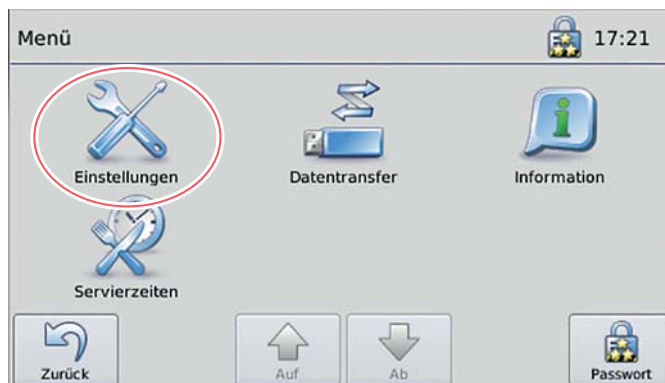 Menü 17:21
Einstellungen Datentransfer Information
Servierzeiten
Zurück Auf Ab Passwort